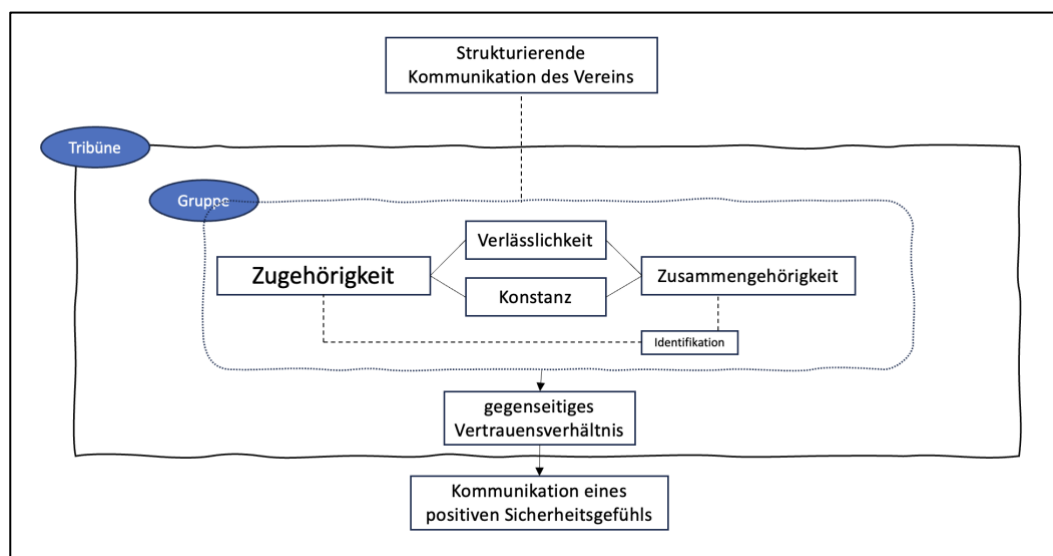 Strukturierende
Kommunikation des Vereins
Tribüne
Gruppe
Verlässlichkeit
Zugehörigkeit
Zusammengehörigkeit
Konstanz
Identifikation
gegenseitiges
Vertrauensverhältnis
Kommunikation eines
positiven Sicherheitsgefühls